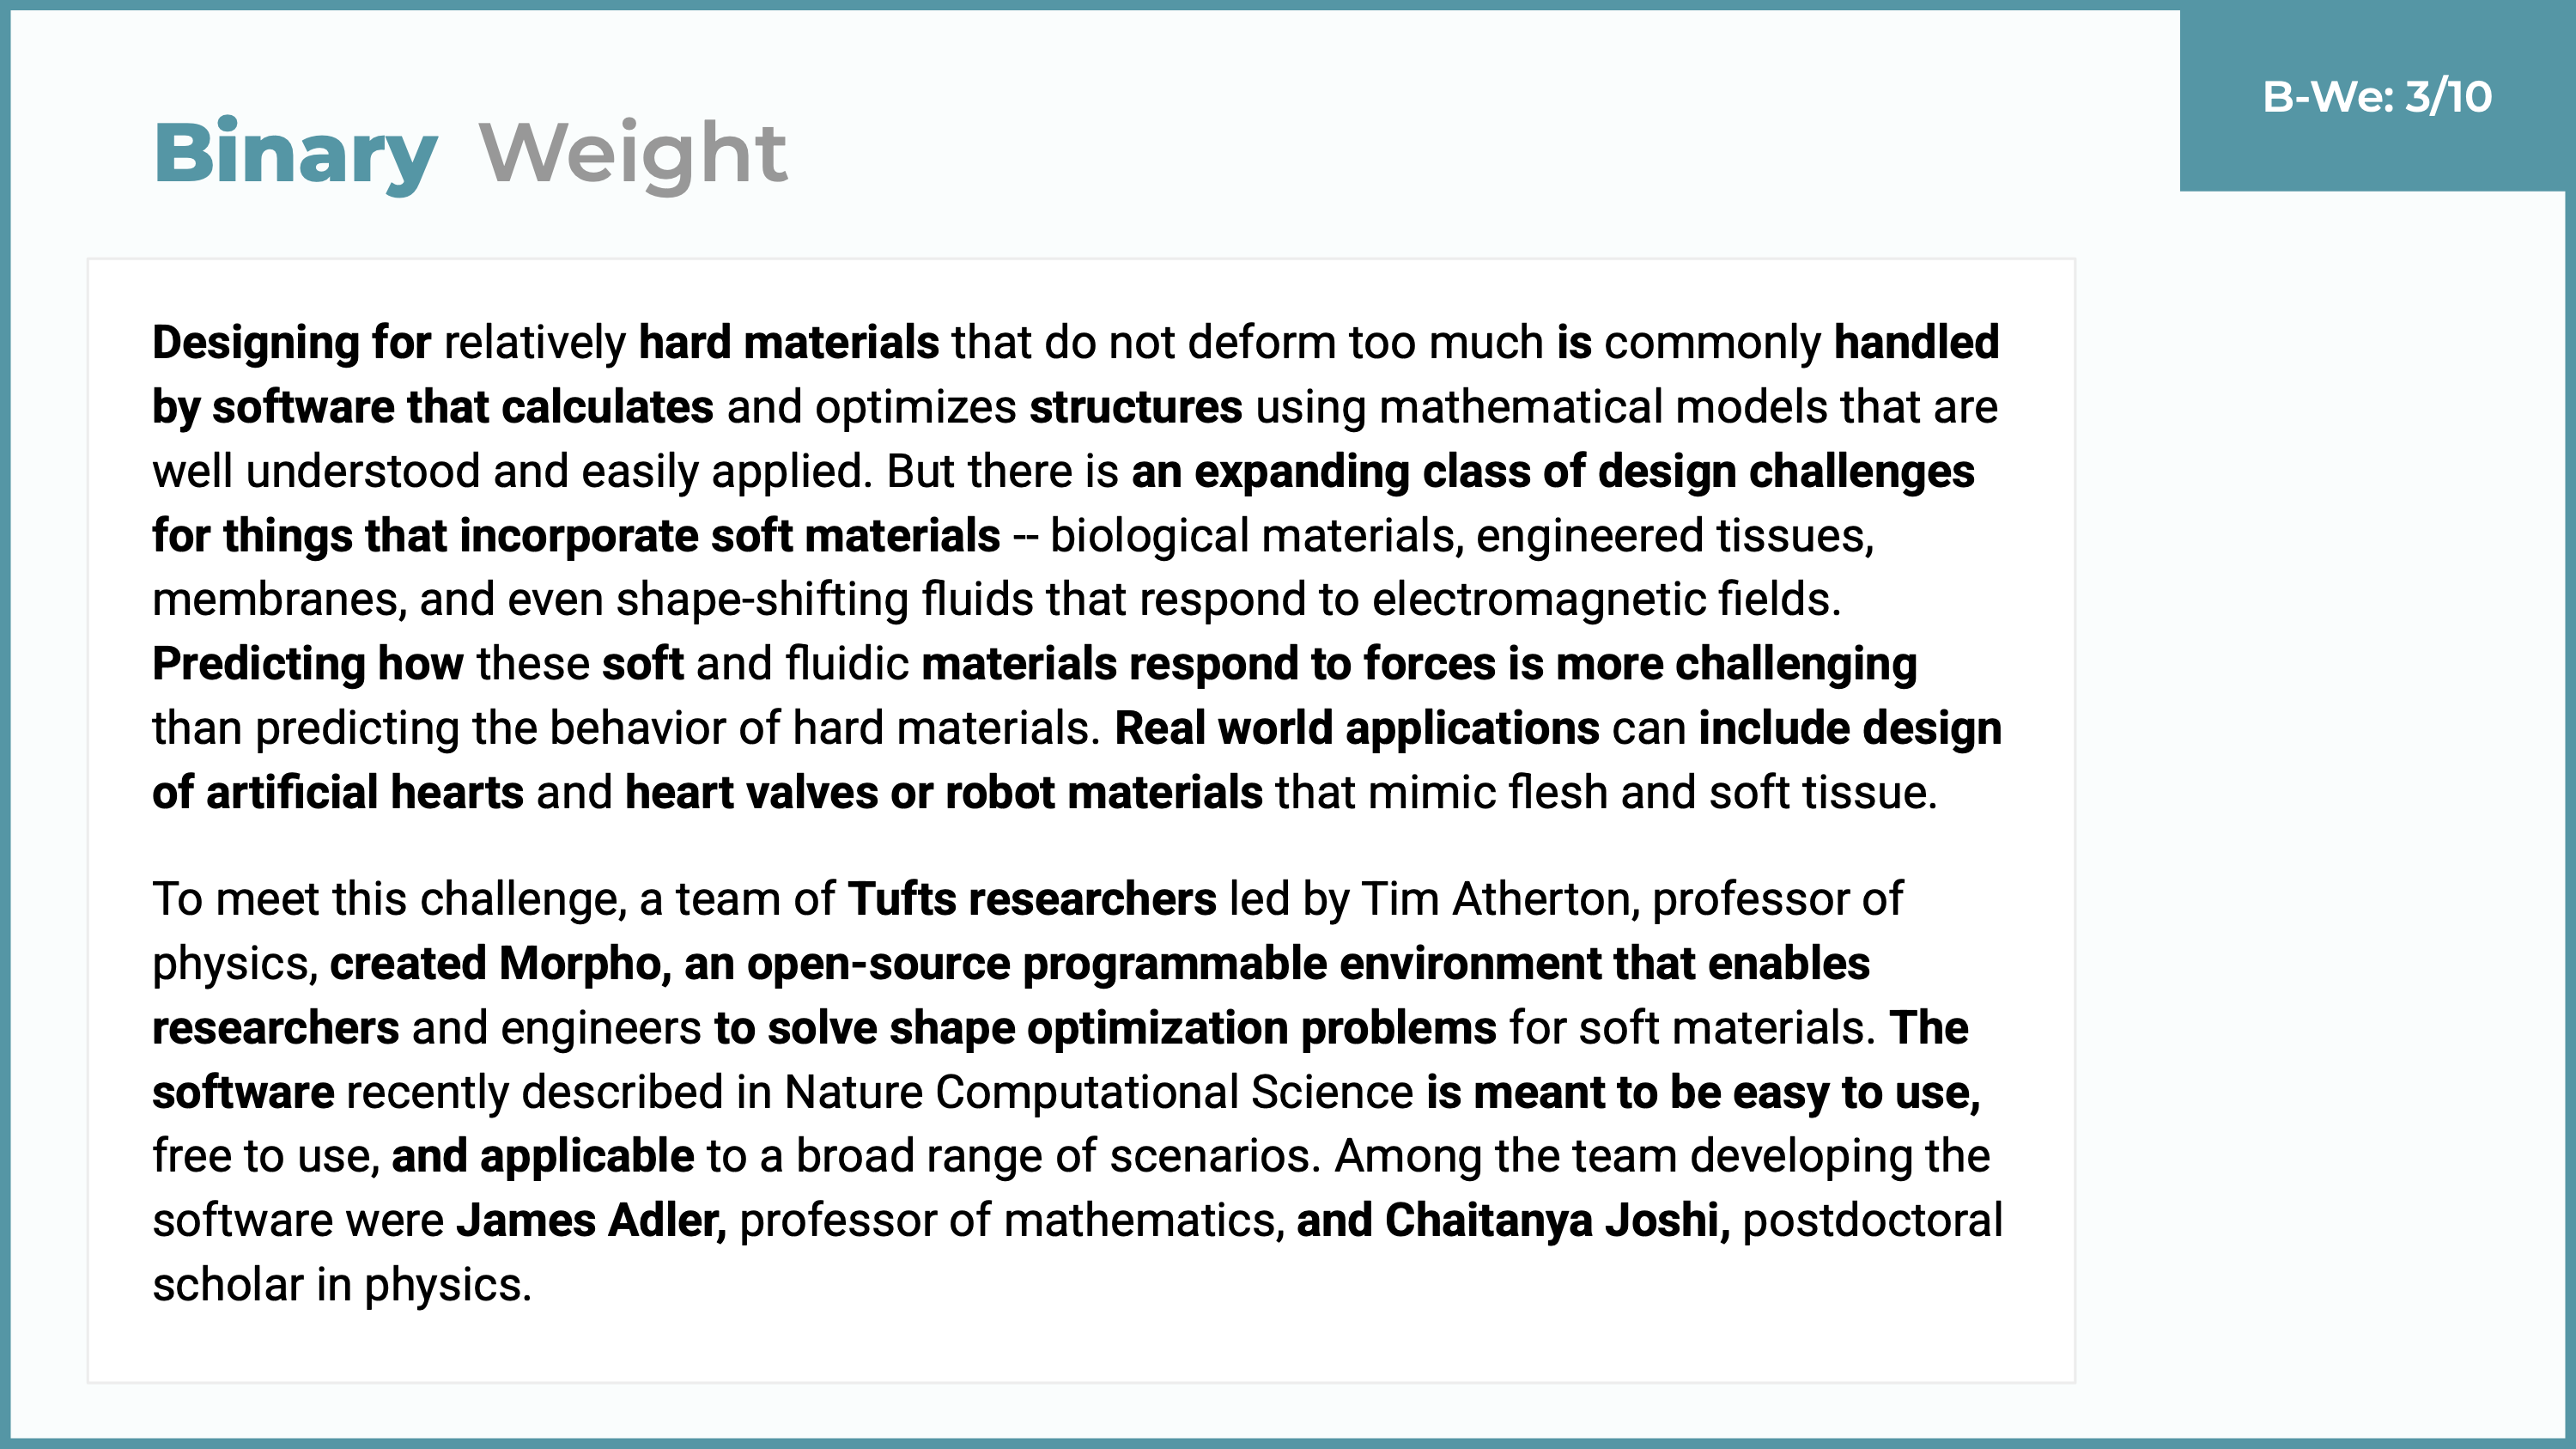 B-We: 3/10
Binary Weight
Designing for relatively hard materials that do not deform too much is commonly handled
by software that calculates and optimizes structures using mathematical models that are
well understood and easily applied. But there is an expanding class of design challenges
for things that incorporate soft materials -- biological materials, engineered tissues,
membranes, and even shape-shifting fluids that respond to electromagnetic fields.
Predicting how these soft and fluidic materials respond to forces is more challenging
than predicting the behavior of hard materials. Real world applications can include design
of artificial hearts and heart valves or robot materials that mimic flesh and soft tissue.
To meet this challenge, a team of Tufts researchers led by Tim Atherton, professor of
physics, created Morpho, an open-source programmable environment that enables
researchers and engineers to solve shape optimization problems for soft materials. The
software recently described in Nature Computational Science is meant to be easy to use,
free to use, and applicable to a broad range of scenarios. Among the team developing the
software were James Adler, professor of mathematics, and Chaitanya Joshi, postdoctoral
scholar in physics.